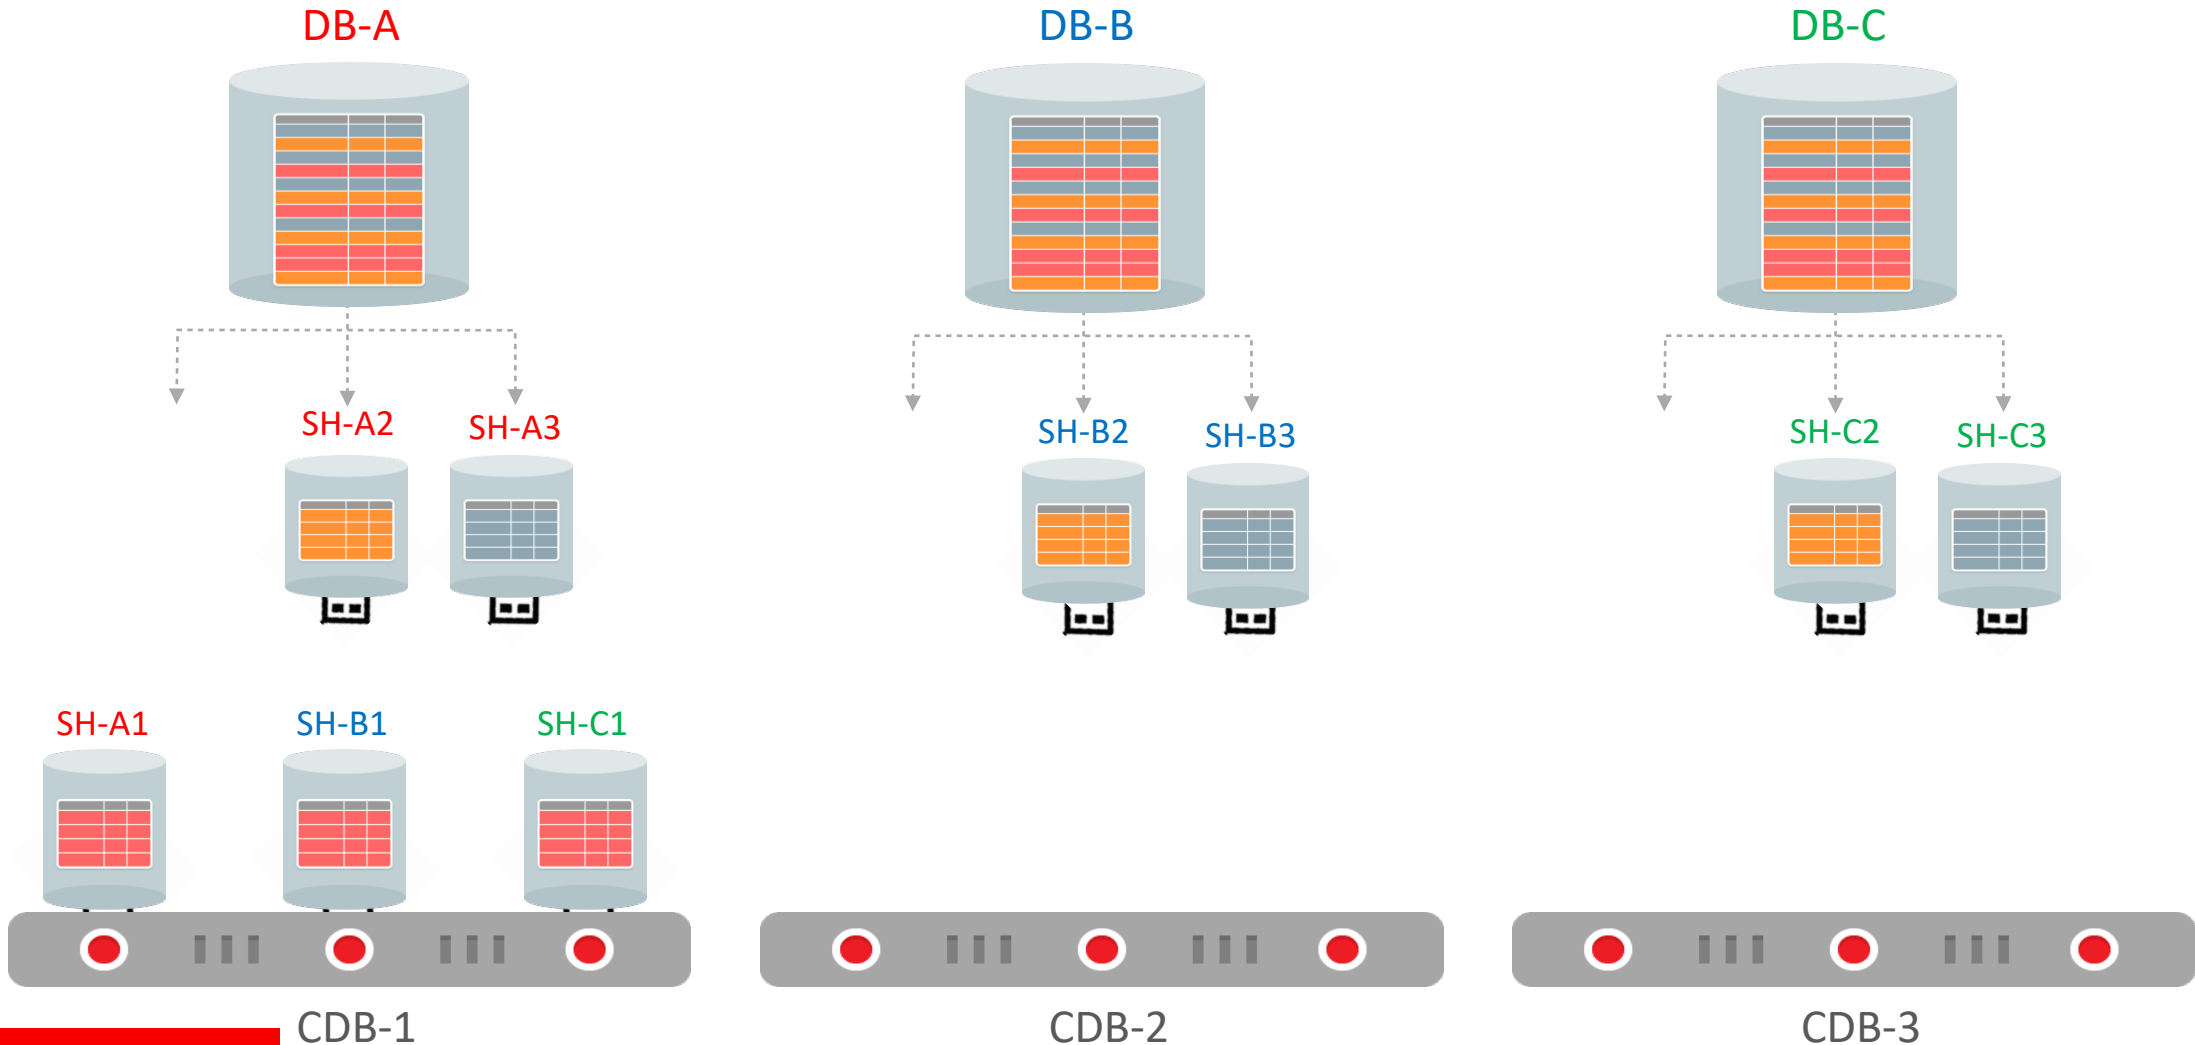 DB-A
DB-B
DB-C
SH-A2
SH-A3
SH-B2
SH-B3
SH-C2
SH-C3
SH-A1
SH-B1
SH-C1
CDB-1
CDB-2
CDB-3